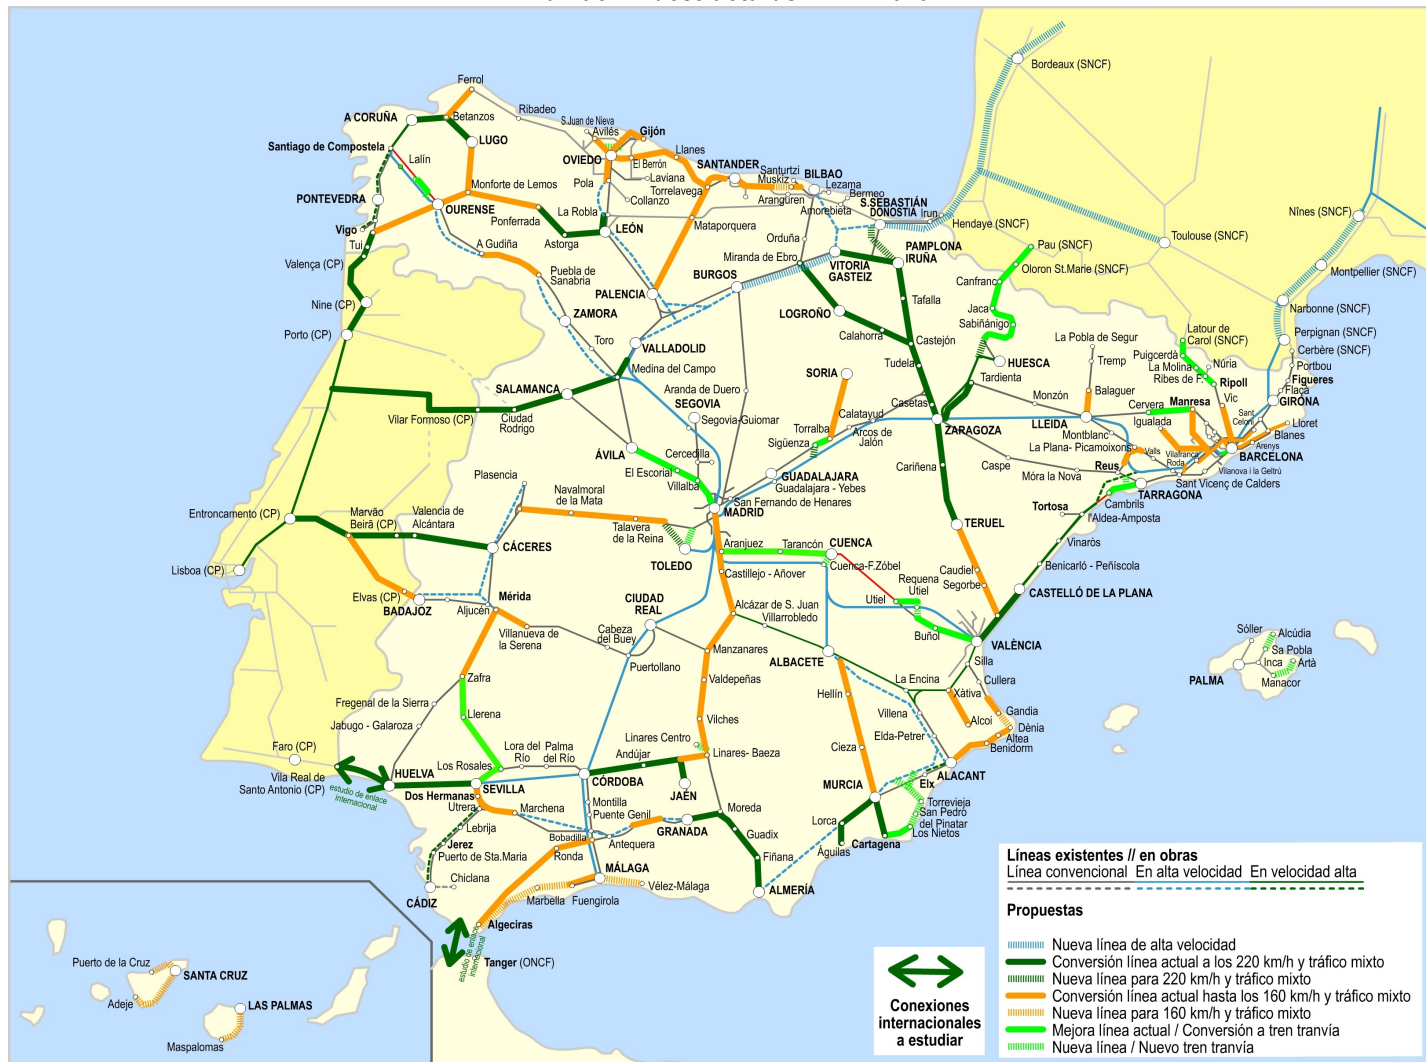 Bordeaux (SNCF)
Ferrol
Ribadeo
A CORUÑA
Betanzos
S.Juan de Nieva
Avilés
Gijón
LUGO
Santiago de Compostela
Lalín
OVIEDO
El Berrón
Llanes
Pola
Laviana
SANTANDER
Santurtzi
Muskiz
BILBAO
Torrelavega
Collanzo
Lezama
Bermeo
Monforte de Lemos
Aranguren
Amorebieta
S.SEBASTIÁN
DONOSTIA
Irun
Hendaye (SNCF)
PONTEVEDRA
OURENSE
Ponferrada
La Robla
Nînes (SNCF)
Vigo
Tui
A Gudiña
Astorga
LEÓN
Mataporquera
Orduña
Toulouse (SNCF)
Valença (CP)
Miranda de Ebro
VITORIA
GASTEIZ
PAMPLONA
IRUÑA
Pau (SNCF)
Oloron St.Marie (SNCF)
Montpellier (SNCF)
Puebla de
Sanabria
BURGOS
Canfranc
Nine (CP)
PALENCIA
Tafalla
Jaca
Narbonne (SNCF)
ZAMORA
LOGROÑO
Sabiñánigo
Porto (CP)
Toro
VALLADOLID
Calahorra
Castejón
La Pobla de Segur
Latour de
Carol (SNCF)
Perpignan (SNCF)
Cerbère (SNCF)
Medina del Campo
Tudela
HUESCA
Tremp
Puigcerdà
La Molina
Ribes de F.
Núria
Portbou
Figueres
Flaçà
SORIA
Tardienta
Ripoll
SALAMANCA
Aranda de Duero
Monzón
Balaguer
Manresa
Vic
GIRONA
SEGOVIA
Casetas
Cervera
Igualada
Sant
Celoni
Lloret
Blanes
Vilar Formoso (CP)
Ciudad
Rodrigo
Segovia-Guiomar
Calatayud
Torralba
Arcos de
Jalón
ZARAGOZA
LLEIDA
Montblanc
La Plana- Picamoixons
Valls
Vilafranca
Roda
Arenys
BARCELONA
ÁVILA
Cercedilla
Sigüenza
Cariñena
Caspe
Reus
Vilanova i la Geltrú
El Escorial
Villalba
GUADALAJARA
Guadalajara - Yebes
Móra la Nova
Sant Vicenç de Calders
TARRAGONA
Plasencia
Navalmoral
de la Mata
San Fernando de Henares
MADRID
Cambrils
Tortosa
l'Aldea-Amposta
Entroncamento (CP)
Marvão
Beirã (CP)
Valencia de
Alcántara
Talavera
de la Reina
TERUEL
CÁCERES
TOLEDO
Aranjuez
Tarancón
CUENCA
Vinaròs
Lisboa (CP)
Castillejo - Añover
Cuenca-F.Zóbel
Benicarló - Peñíscola
Caudiel
Segorbe
Elvas (CP)
BADAJOZ
Aljucén
Mérida
CIUDAD
REAL
Requena
Utiel
Utiel
CASTELLÓ DE LA PLANA
Alcázar de S. Juan
Villarrobledo
Villanueva de
la Serena
Cabeza
del Buey
Buñol
VALÈNCIA
Sóller
Alcúdia
Sa Pobla
Puertollano
Manzanares
ALBACETE
Silla
Inca
Artà
PALMA
Manacor
Zafra
Valdepeñas
Hellín
La Encina
Cullera
Xàtiva
Fregenal de la Sierra
Llerena
Villena
Gandia
Jabugo - Galaroza
Vilches
Alcoi
Dènia
Altea
Benidorm
Elda-Petrer
Faro (CP)
Lora del
Río
Palma
del Río
Linares Centro
Andújar
Linares- Baeza
Cieza
Los Rosales
Vila Real de
Santo Antonio (CP)
estudio de enlace
internacional
HUELVA
SEVILLA
CÓRDOBA
JAÉN
MURCIA
Elx
ALACANT
Dos Hermanas
Utrera
Marchena
Montilla
Puente Genil
Moreda
Torrevieja
San Pedro
del Pinatar
Los Nietos
Lebrija
GRANADA
Guadix
Lorca
Jerez
Bobadilla
Antequera
Cartagena
Puerto de Sta.Maria
Ronda
Fiñana
Águilas
Chiclana
MÁLAGA
Vélez-Málaga
ALMERÍA
CÁDIZ
Marbella
Fuengirola
Algeciras
estudio de enlace
internacional
Tanger (ONCF)
Puerto de la Cruz
SANTA CRUZ
Adeje
LAS PALMAS
Maspalomas
Conexiones
internacionales
a estudiar
Líneas existentes // en obras
Línea convencional En alta velocidad En velocidad alta
Propuestas
Nueva línea de alta velocidad
Conversión línea actual a los 220 km/h y tráfico mixto
Nueva línea para 220 km/h y tráfico mixto
Conversión línea actual hasta los 160 km/h y tráfico mixto
Nueva línea para 160 km/h y tráfico mixto
Mejora línea actual / Conversión a tren tranvía
Nueva línea / Nuevo tren tranvía